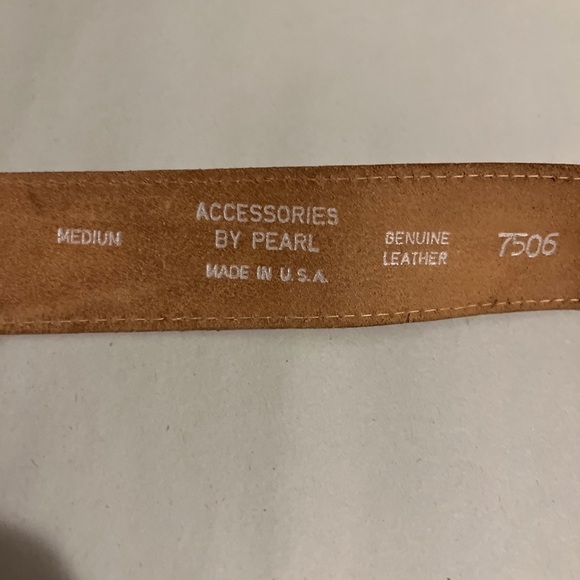 MEDIUM
ACCESSORIES
BY PEARL
MADE IN U.S.A.
GENUINE
LEATHER
7506